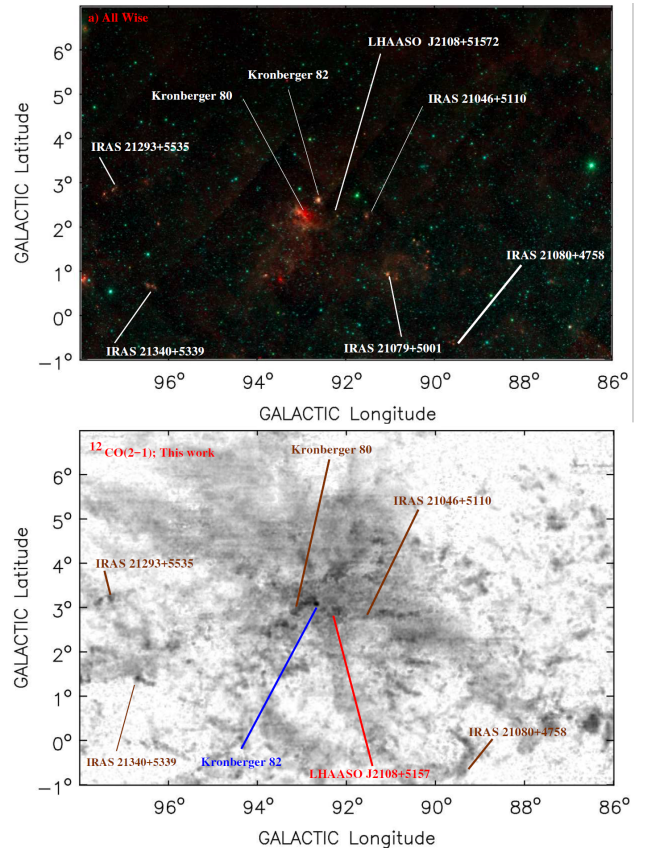 a) All Wise
LHAASO J2108+51572
Kronberger 82
Kronberger 80
IRAS 21046+5110
IRAS 21293+5535
IRAS 21080+4758
IRAS 21340+5339
IRAS 21079+5001
6°
5°
4°
3°
2°
1°
0°
−1°
GALACTIC Latitude
96° 94° 92° 90° 88° 86°
GALACTIC Longitude
12CO(2−1); This work
Kronberger 80
IRAS 21046+5110
IRAS 21293+5535
IRAS 21080+4758
IRAS 21340+5339
Kronberger 82
LHAASO J2108+5157
6°
5°
4°
3°
2°
1°
0°
−1°
GALACTIC Latitude
96° 94° 92° 90° 88° 86°
GALACTIC Longitude